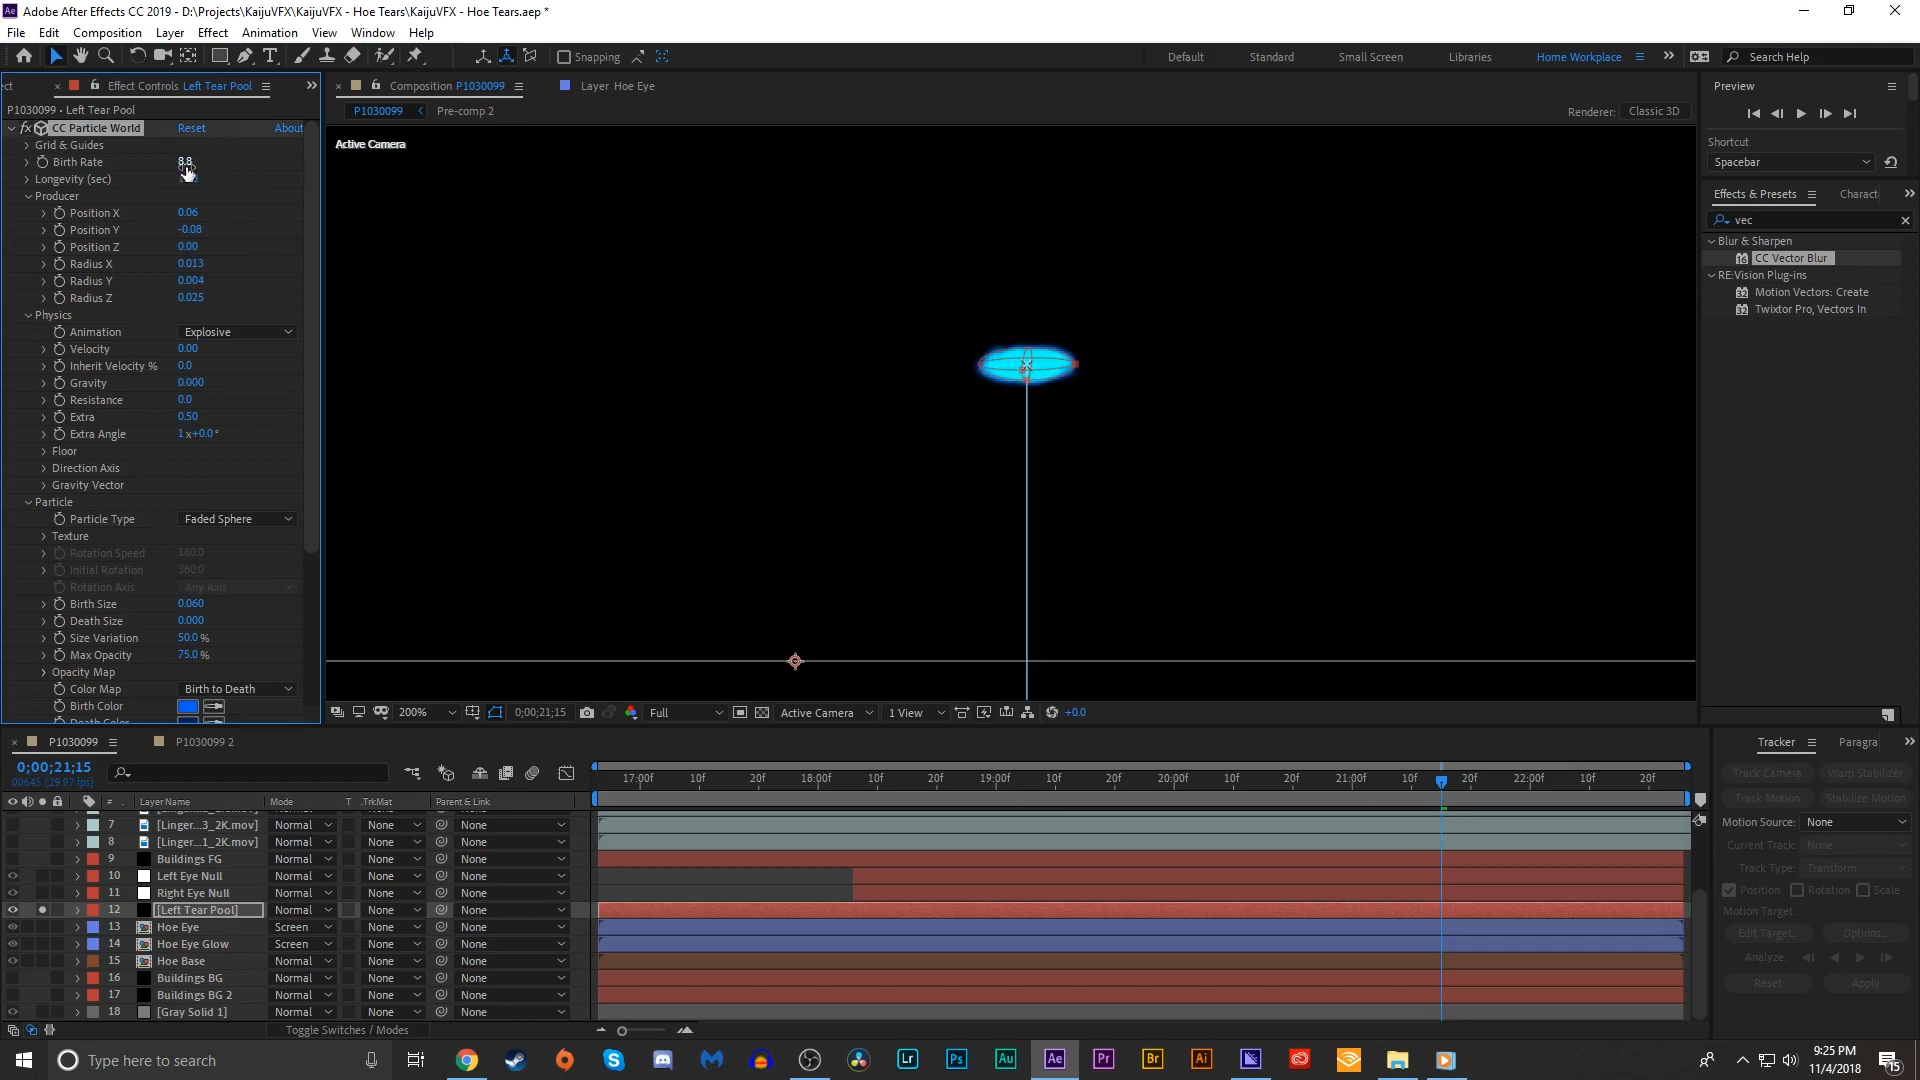 Adobe After Effects CC 2019 - D:\Projects\KaijuVFX\KaijuVFX - Hoe Tears\KaijuVFX - Hoe Tears.aep *
File Edit Composition Layer Effect Animation View Window Help
Snapping
Default Standard Small Screen Libraries Home Workplace Search Help
Effect Controls Left Tear Pool
Composition P1030099 Layer Hoe Eye
Preview
P1030099 • Left Tear Pool
P1030099 Pre-comp 2 Renderer: Classic 3D
CC Particle World Reset About
Active Camera
Shortcut
Spacebar
Grid & Guides
Birth Rate 8.8
Longevity (sec)
Producer
Position X 0.06
Position Y -0.08
Position Z 0.00
Radius X 0.013
Radius Y 0.004
Radius Z 0.025
Physics
Animation Explosive
Velocity 0.00
Inherit Velocity % 0.0
Gravity 0.000
Resistance 0.0
Extra 0.50
Extra Angle 1 x+0.0 °
Floor
Direction Axis
Gravity Vector
Particle
Particle Type Faded Sphere
Texture
Rotation Speed 180.0
Initial Rotation 360.0
Rotation Axis Any Axis
Birth Size 0.060
Death Size 0.000
Size Variation 50.0 %
Max Opacity 75.0 %
Opacity Map
Color Map Birth to Death
Birth Color
Death Color
Effects & Presets Charact
vec
Blur & Sharpen
CC Vector Blur
RE:Vision Plug-ins
Motion Vectors: Create
Twixtor Pro, Vectors In
200% 0;00;21;15 Full Active Camera 1 View +0.0
P1030099 P1030099 2
0;00;21;15
00645 (29.97 fps)
17:00f 10f 20f 18:00f 10f 20f 19:00f 10f 20f 20:00f 10f 20f 21:00f 10f 20f 22:00f 10f 20f
# Layer Name Mode T .TrkMat Parent & Link
7 [Linger...3_2K.mov] Normal None None
8 [Linger...1_2K.mov] Normal None None
9 Buildings FG Normal None None
10 Left Eye Null Normal None None
11 Right Eye Null Normal None None
12 [Left Tear Pool] Normal None None
13 Hoe Eye Screen None None
14 Hoe Eye Glow Screen None None
15 Hoe Base Normal None None
16 Buildings BG Normal None None
17 Buildings BG 2 Normal None None
18 [Gray Solid 1] Normal None None
Toggle Switches / Modes
Tracker Paragra
Track Camera Warp Stabilizer
Track Motion Stabilize Motion
Motion Source: None
Current Track: None
Track Type: Transform
Position Rotation Scale
Motion Target:
Edit Target... Options...
Analyze:
Reset Apply
Type here to search
Lr Ps Au Ae Pr Br Ai
9:25 PM
11/4/2018
15